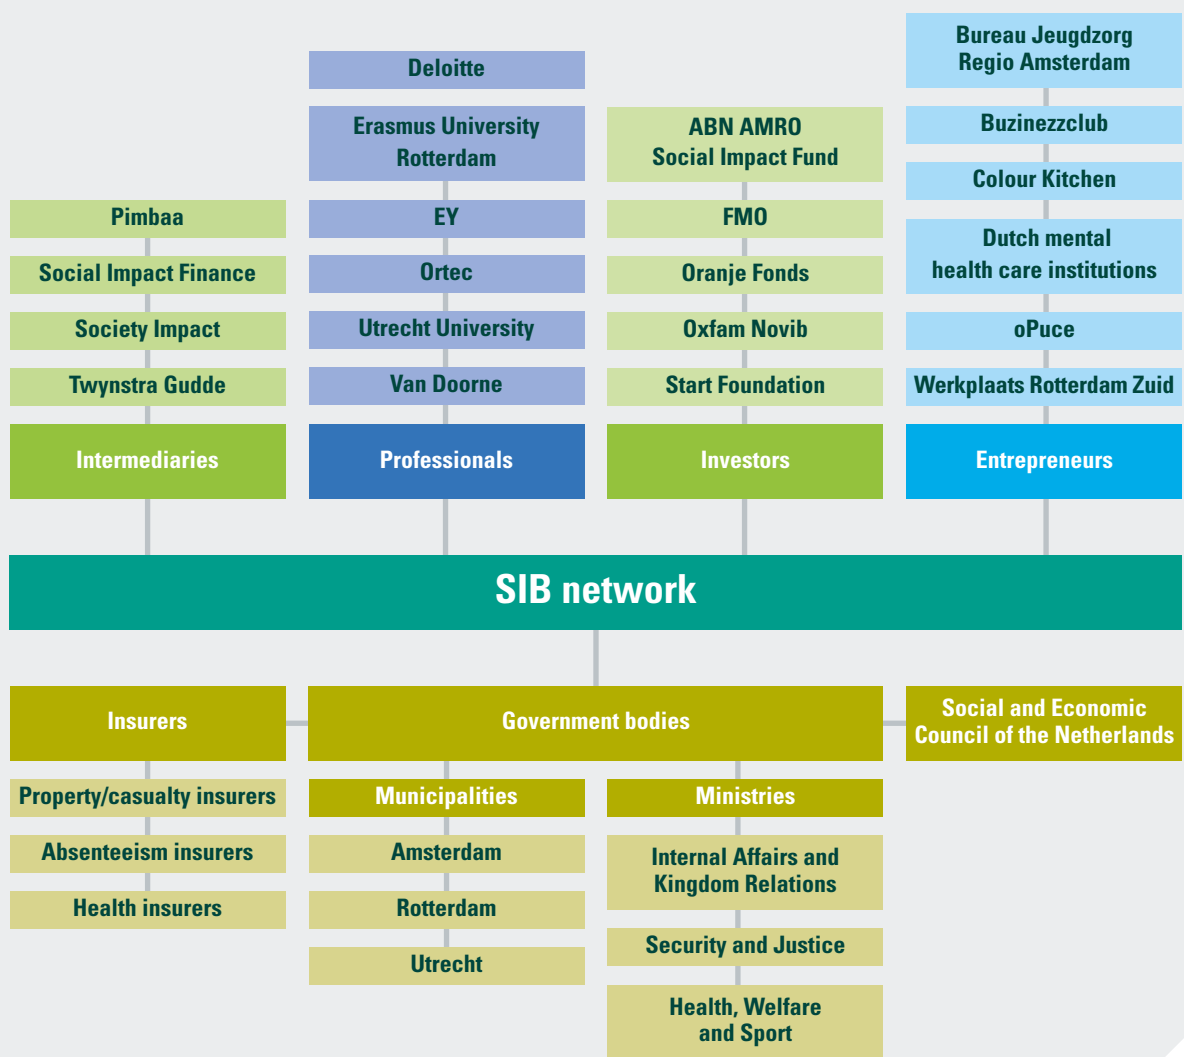 Pimbaa
Social Impact Finance
Society Impact
Twynstra Gudde
Intermediaries
Deloitte
Erasmus University
Rotterdam
EY
Ortec
Utrecht University
Van Doorne
Professionals
ABN AMRO
Social Impact Fund
FMO
Oranje Fonds
Oxfam Novib
Start Foundation
Investors
Bureau Jeugdzorg
Regio Amsterdam
Buzinezzclub
Colour Kitchen
Dutch mental
health care institutions
oPuce
Werkplaats Rotterdam Zuid
Entrepreneurs
SIB network
Insurers
Property/casualty insurers
Absenteeism insurers
Health insurers
Government bodies
Municipalities
Amsterdam
Rotterdam
Utrecht
Ministries
Internal Affairs and
Kingdom Relations
Security and Justice
Health, Welfare
and Sport
Social and Economic
Council of the Netherlands